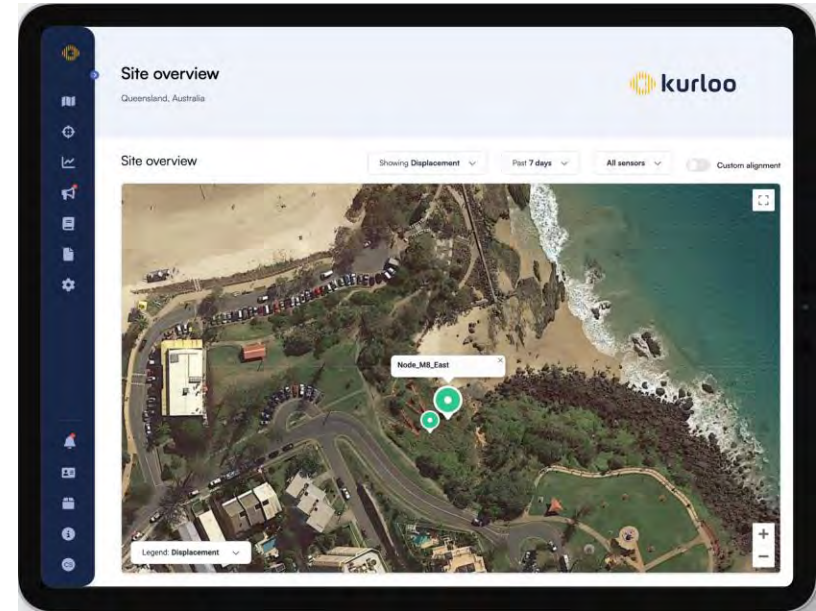 Site overview
Queensland, Australia
kurloo
Site overview
Showing Displacement
Past 7 days
All sensors
Custom alignment
Node_M8_East
×
Legend: Displacement
+
−
CS